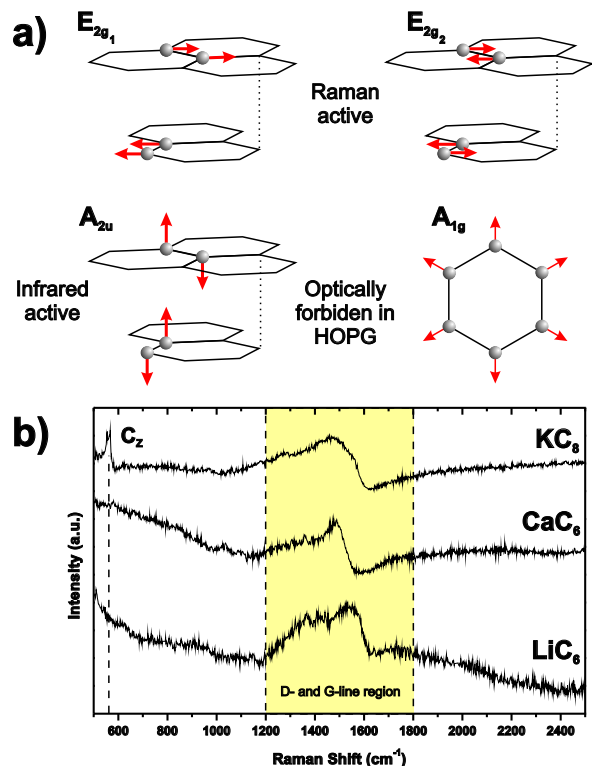 a)
E2g1
E2g2
Raman
active
A2u
A1g
Infrared
active
Optically
forbiden in
HOPG
b)
Cz
KC8
CaC6
LiC6
Intensity (a.u.)
D- and G-line region
600 800 1000 1200 1400 1600 1800 2000 2200 2400
Raman Shift (cm-1)